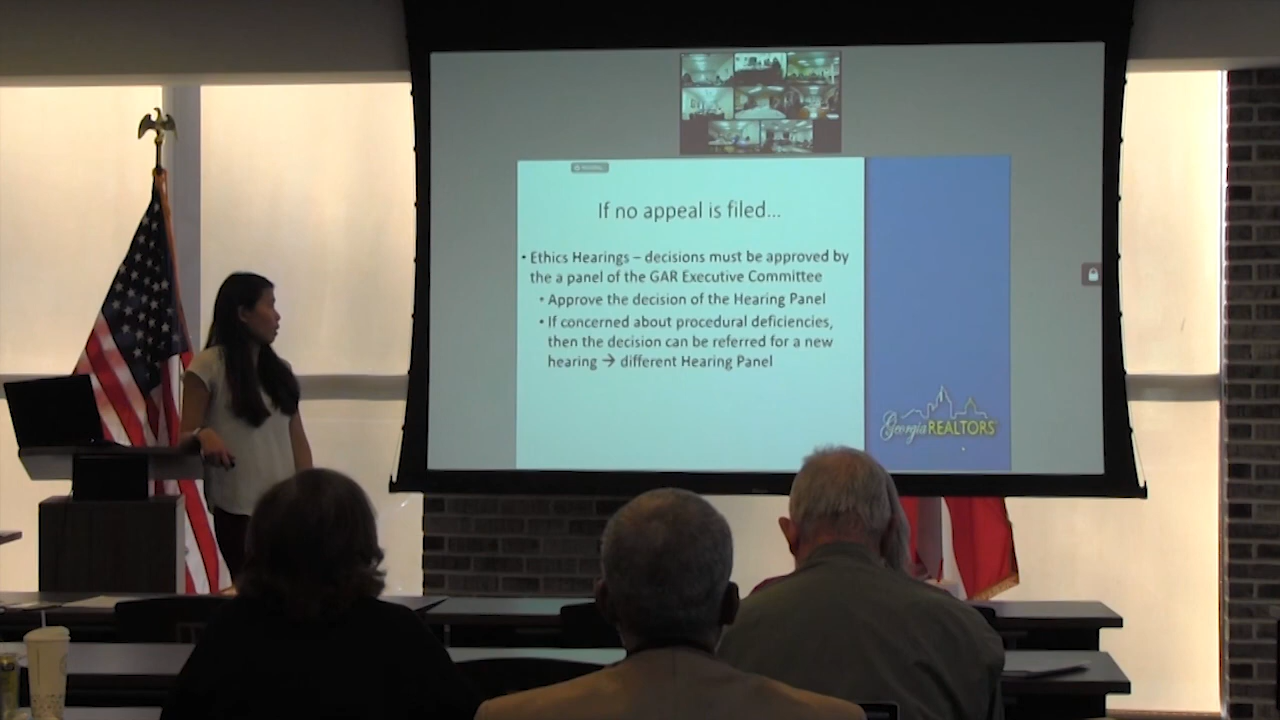 If no appeal is filed...
• Ethics Hearings – decisions must be approved by
the a panel of the GAR Executive Committee
• Approve the decision of the Hearing Panel
• If concerned about procedural deficiencies,
then the decision can be referred for a new
hearing → different Hearing Panel
Georgia REALTORS